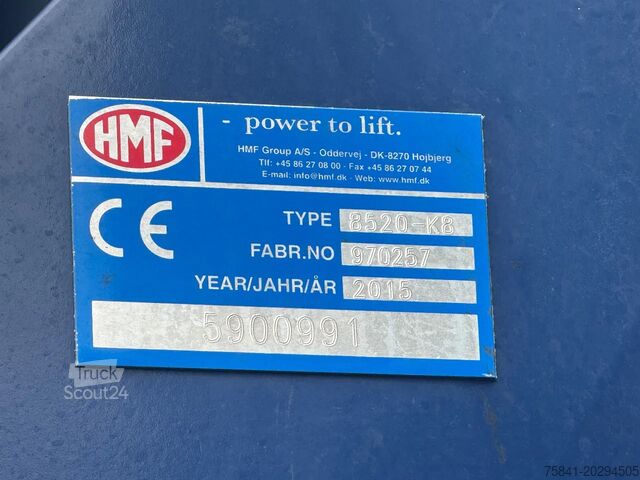 HMF
- power to lift.
HMF Group A/S - Oddervej - DK-8270 Hojbjerg
Tlf: +45 86 27 08 00 - Fax +45 86 27 07 44
E-mail: info@hmf.dk - Web: www.hmf.dk
CE
TYPE 8520-K8
FABR.NO 970257
YEAR/JAHR/ÅR 2015
5900991
Truck
Scout24
75841-20294505